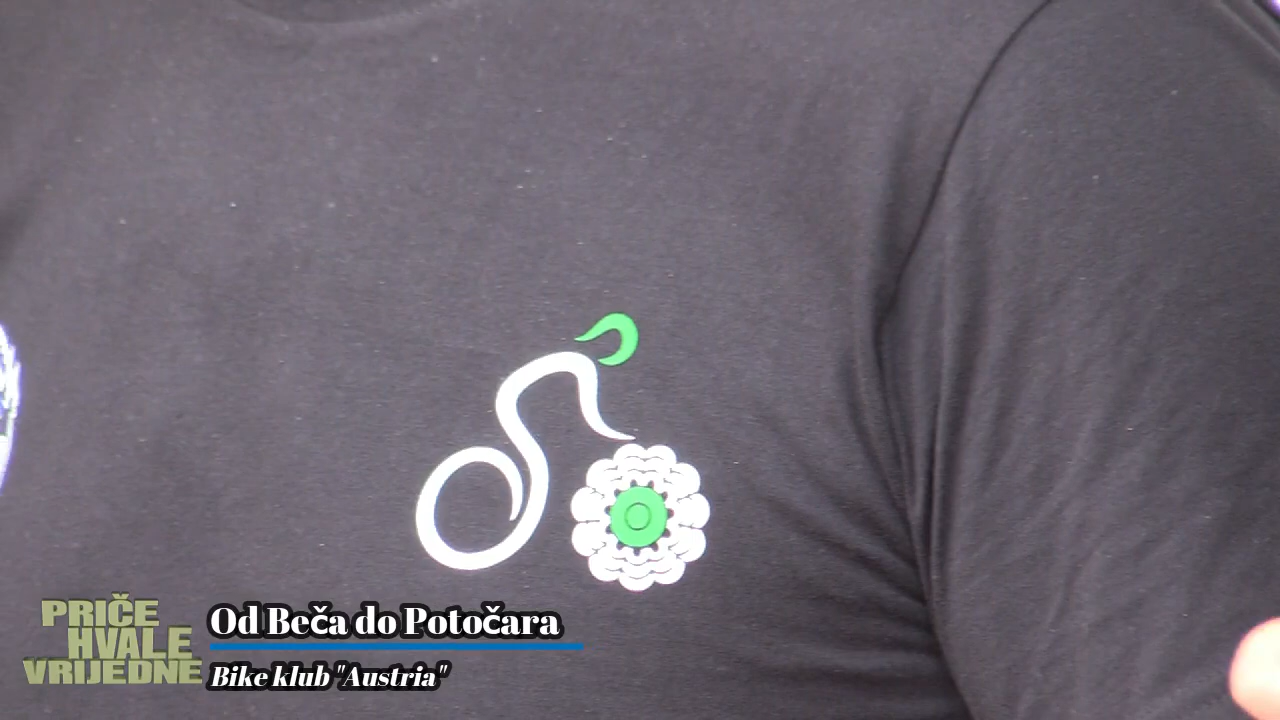 PRIČE
HVALE
VRIJEDNE
Od Beča do Potočara
Bike klub "Austria"